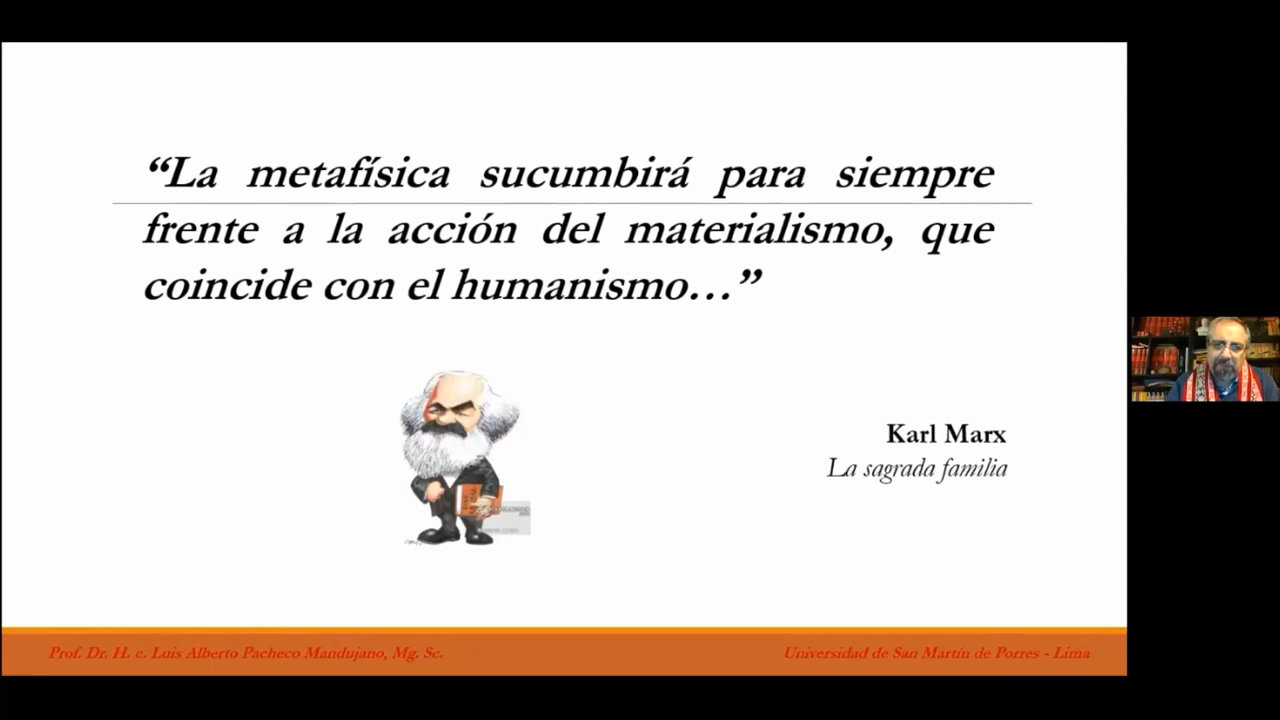 “La metafísica sucumbirá para siempre
frente a la acción del materialismo, que
coincide con el humanismo…”
Karl Marx
La sagrada familia
Prof. Dr. H. c. Luis Alberto Pacheco Mandujano, Mg. Sc.
Universidad de San Martín de Porres - Lima